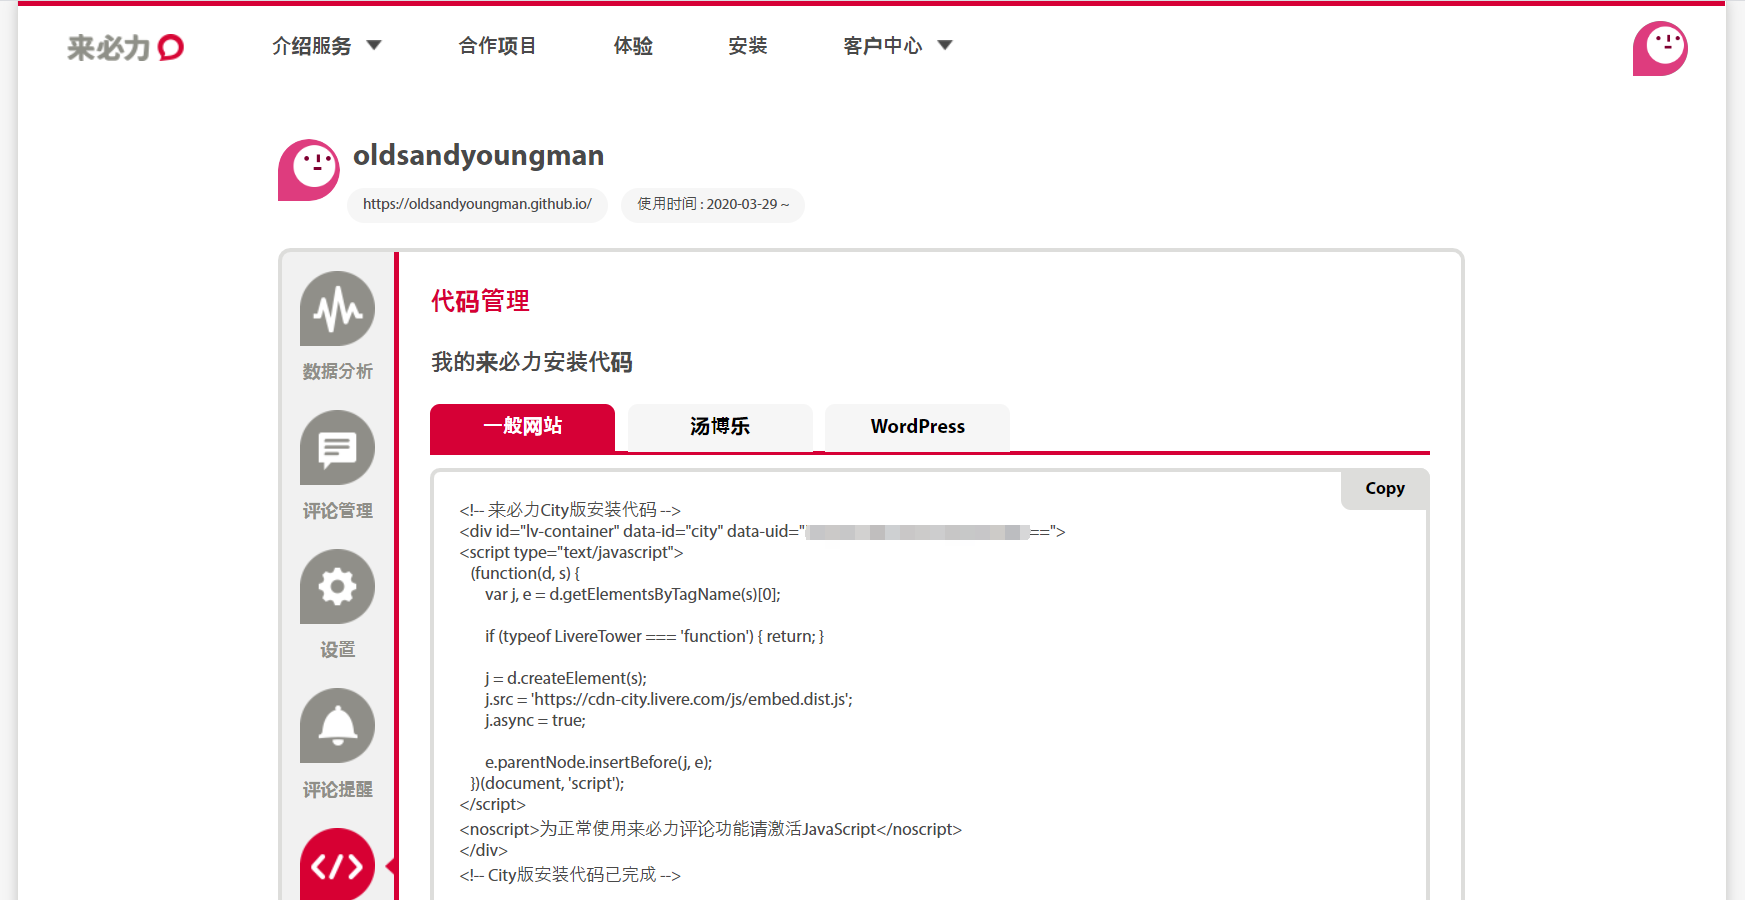 来必力
介绍服务 合作项目 体验 安装 客户中心
oldsandyoungman
https://oldsandyoungman.github.io/ 使用时间 : 2020-03-29 ~
数据分析
评论管理
设置
评论提醒
</>
代码管理
我的来必力安装代码
一般网站 汤博乐 WordPress
Copy
<!-- 来必力City版安装代码 -->
<div id="lv-container" data-id="city" data-uid="==">
<script type="text/javascript">
(function(d, s) {
var j, e = d.getElementsByTagName(s)[0];
if (typeof LivereTower === 'function') { return; }
j = d.createElement(s);
j.src = 'https://cdn-city.livere.com/js/embed.dist.js';
j.async = true;
e.parentNode.insertBefore(j, e);
})(document, 'script');
</script>
<noscript>为正常使用来必力评论功能请激活JavaScript</noscript>
</div>
<!-- City版安装代码已完成 -->